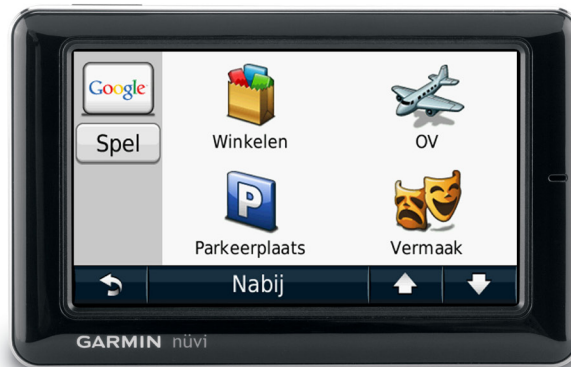 Google
Spel
Winkelen
OV
P
Parkeerplaats
Vermaak
Nabij
GARMIN nüvi